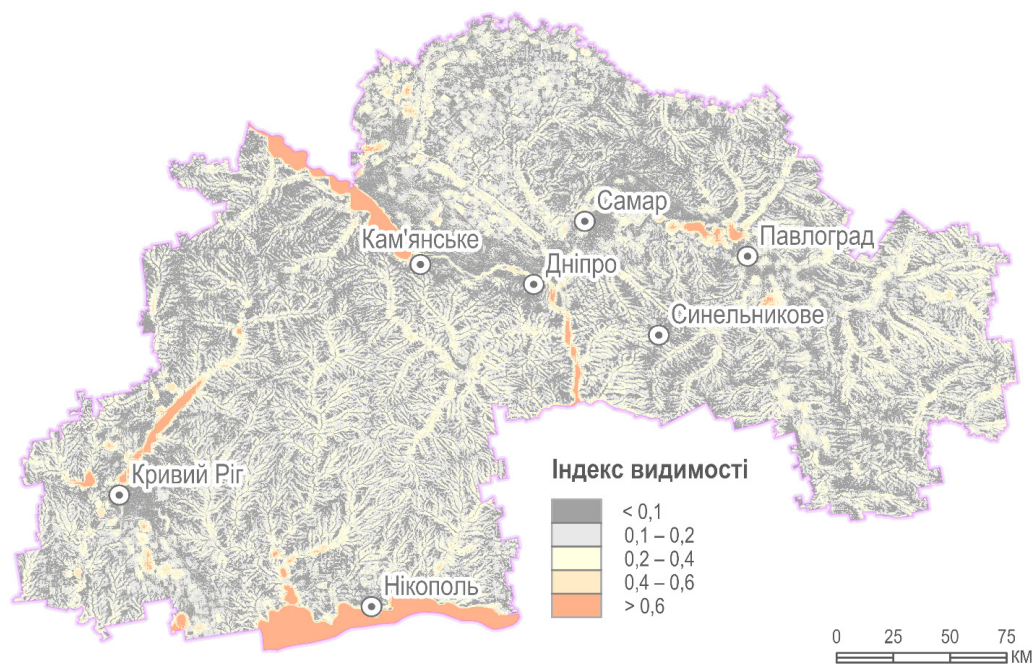 Самар
Кам'янське
Павлоград
Дніпро
Синельникове
Кривий Ріг
Нікополь
Індекс видимості
< 0,1
0,1 – 0,2
0,2 – 0,4
0,4 – 0,6
> 0,6
0 25 50 75
КМ